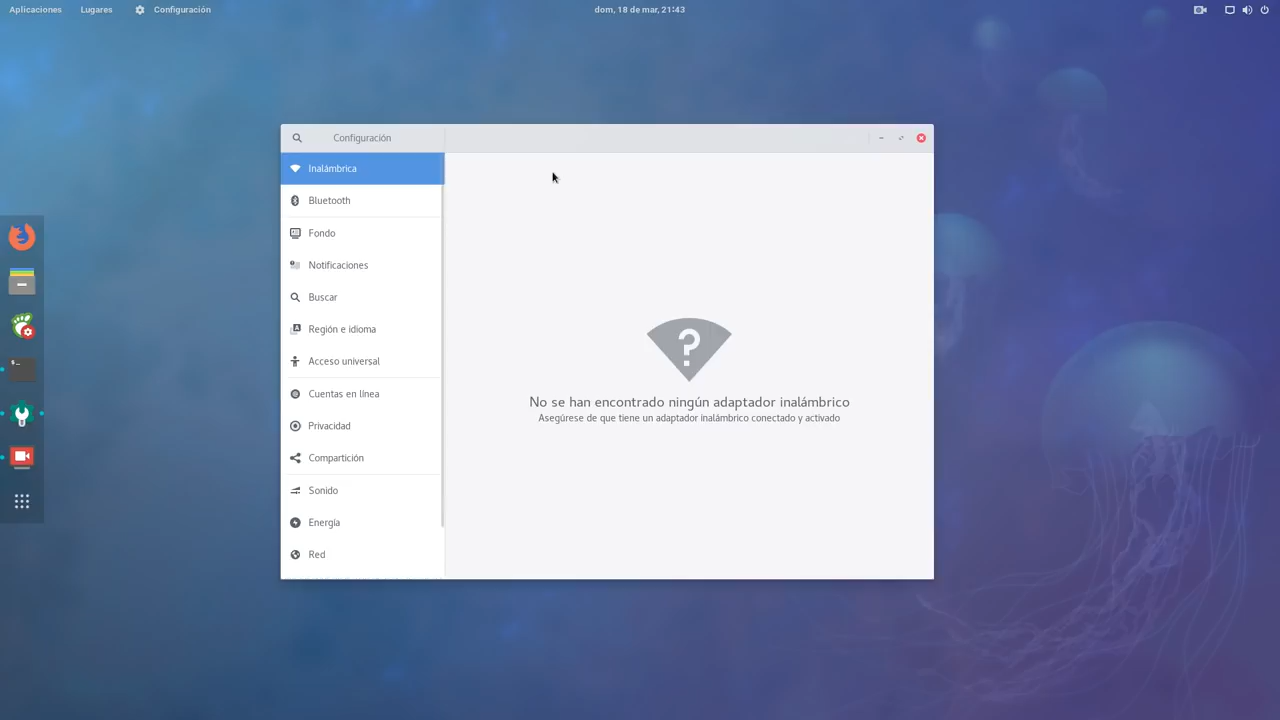 Aplicaciones Lugares Configuración dom, 18 de mar, 21:43
Configuración
Inalámbrica
Bluetooth
Fondo
Notificaciones
Buscar
Región e idioma
Acceso universal
Cuentas en línea
Privacidad
Compartición
Sonido
Energía
Red
No se han encontrado ningún adaptador inalámbrico
Asegúrese de que tiene un adaptador inalámbrico conectado y activado